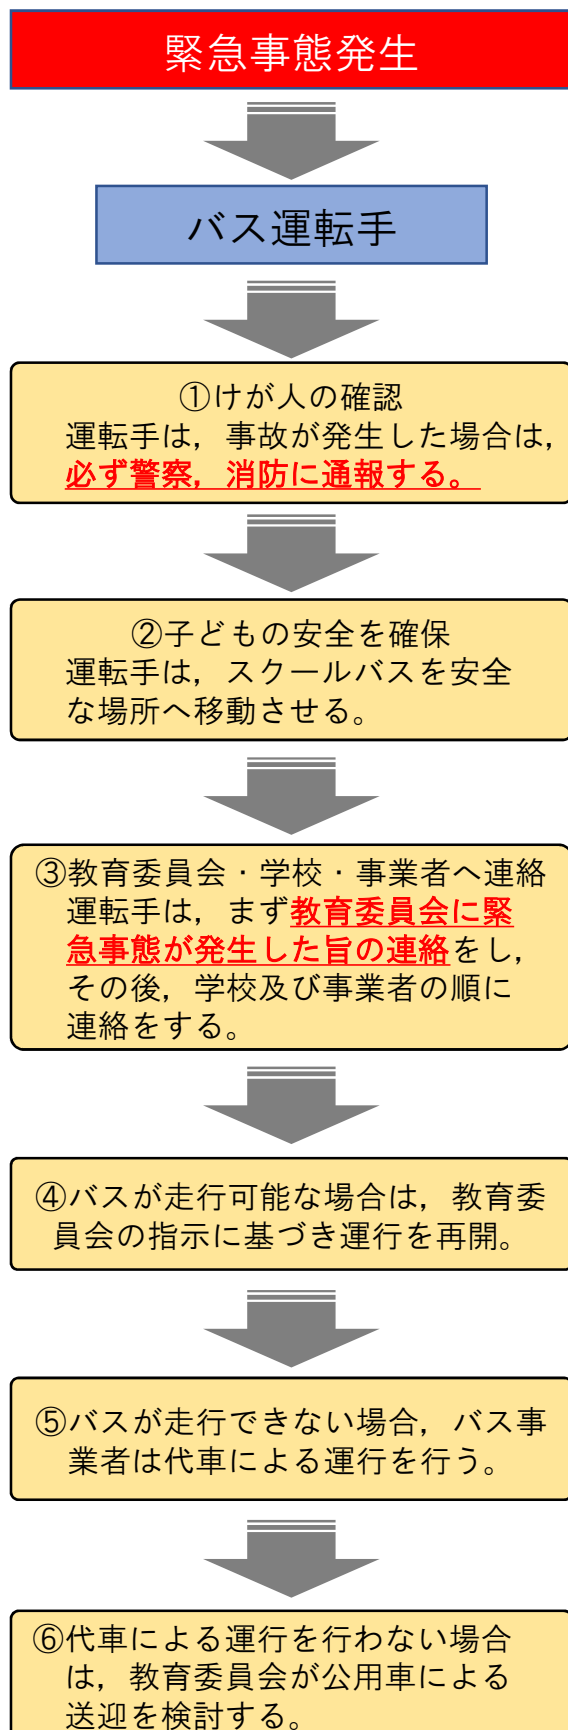 緊急事態発生
バス運転手
①けが人の確認
運転手は，事故が発生した場合は，
必ず警察，消防に通報する。
②子どもの安全を確保
運転手は，スクールバスを安全
な場所へ移動させる。
③教育委員会・学校・事業者へ連絡
運転手は，まず教育委員会に緊
急事態が発生した旨の連絡をし，
その後，学校及び事業者の順に
連絡をする。
④バスが走行可能な場合は，教育委
員会の指示に基づき運行を再開。
⑤バスが走行できない場合，バス事
業者は代車による運行を行う。
⑥代車による運行を行わない場合
は，教育委員会が公用車による
送迎を検討する。